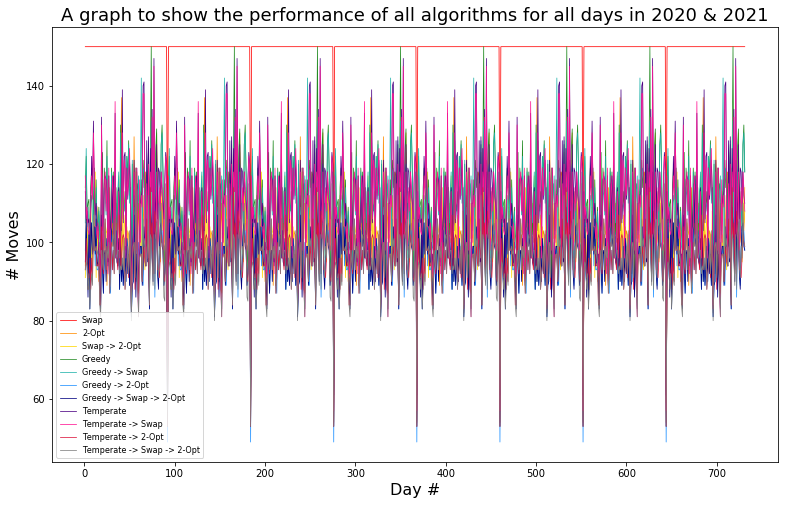 A graph to show the performance of all algorithms for all days in 2020 & 2021
# Moves
140
120
100
80
60
Swap
2-Opt
Swap -> 2-Opt
Greedy
Greedy -> Swap
Greedy -> 2-Opt
Greedy -> Swap -> 2-Opt
Temperate
Temperate -> Swap
Temperate -> 2-Opt
Temperate -> Swap -> 2-Opt
0 100 200 300 400 500 600 700
Day #